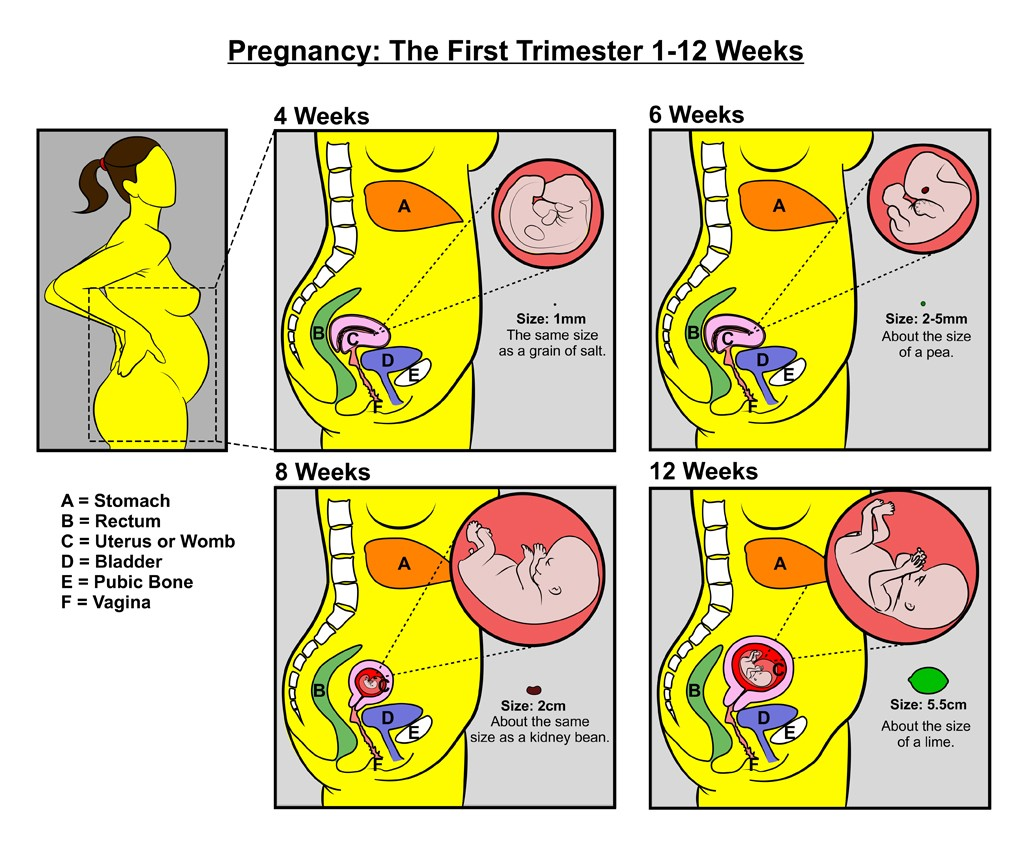 Pregnancy: The First Trimester 1-12 Weeks
4 Weeks
A
B
C
D
E
F
Size: 1mm
The same size
as a grain of salt.
6 Weeks
A
B
C
D
E
F
Size: 2-5mm
About the size
of a pea.
A = Stomach
B = Rectum
C = Uterus or Womb
D = Bladder
E = Pubic Bone
F = Vagina
8 Weeks
A
B
C
D
E
F
Size: 2cm
About the same
size as a kidney bean.
12 Weeks
A
B
C
D
E
F
Size: 5.5cm
About the size
of a lime.